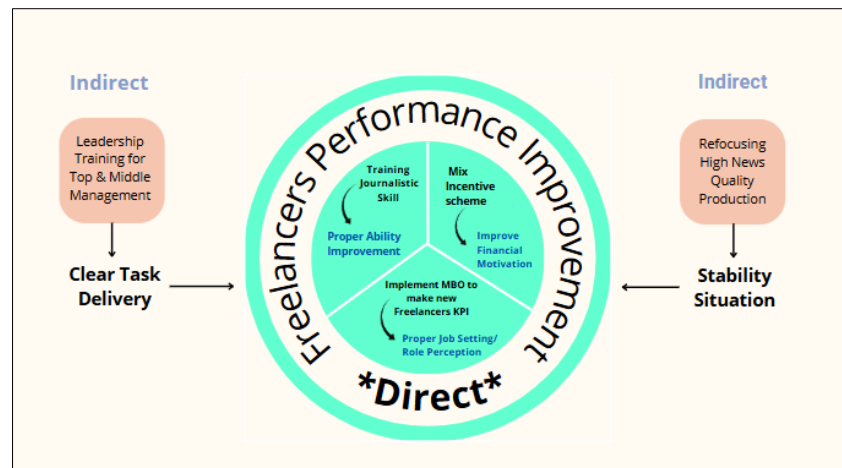 Indirect
Leadership
Training for
Top & Middle
Management
Clear Task
Delivery
Freelancers Performance Improvement
Training
Journalistic
Skill
Proper Ability
Improvement
Mix
Incentive
scheme
Improve
Financial
Motivation
Implement MBO to
make new
Freelancers KPI
Proper Job Setting/
Role Perception
*Direct*
Indirect
Refocusing
High News
Quality
Production
Stability
Situation